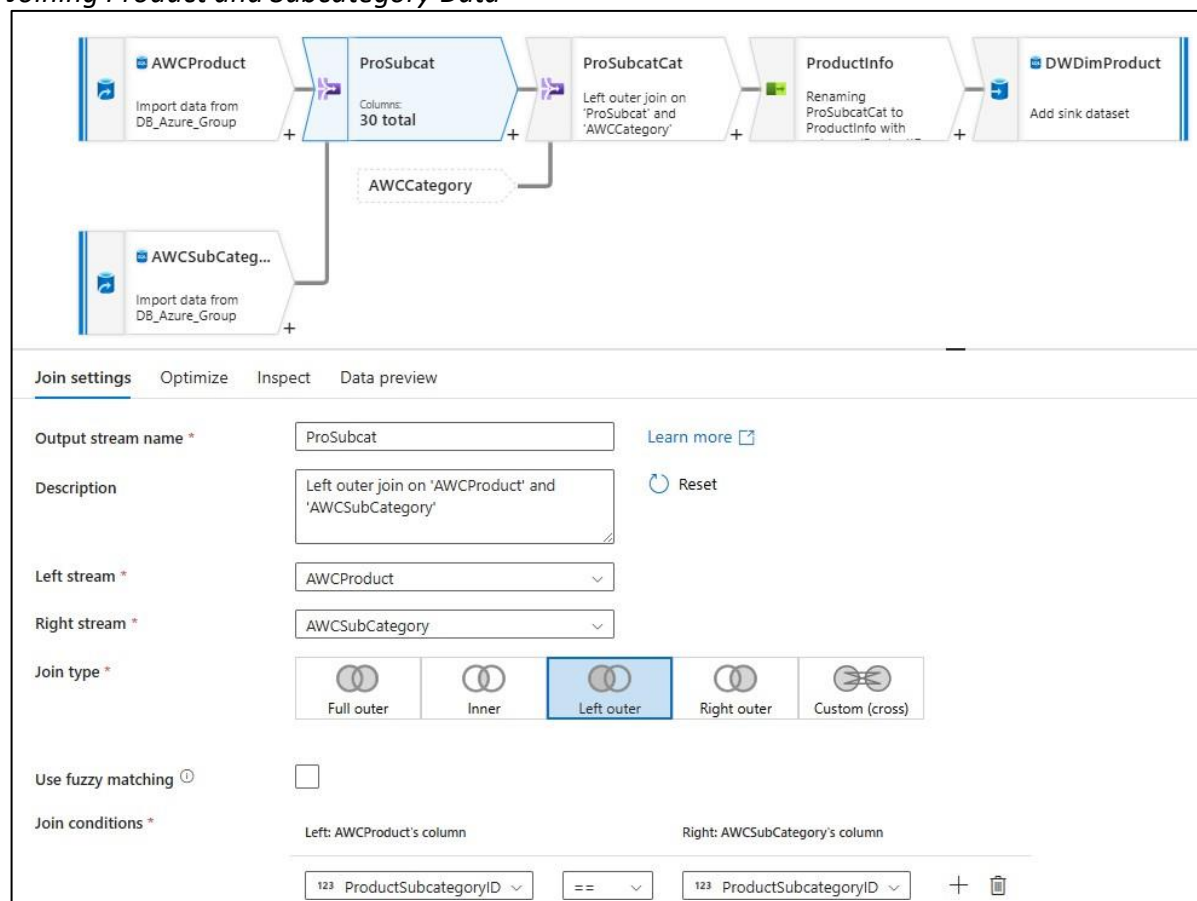 Joining Product and Subcategory Data
AWCProduct
Import data from
DB_Azure_Group
ProSubcat
Columns:
30 total
ProSubcatCat
Left outer join on
'ProSubcat' and
'AWCCategory'
ProductInfo
Renaming
ProSubcatCat to
ProductInfo with
DWDimProduct
Add sink dataset
AWCCategory
AWCSubCateg...
Import data from
DB_Azure_Group
Join settings Optimize Inspect Data preview
Output stream name * ProSubcat Learn more
Description Left outer join on 'AWCProduct' and
'AWCSubCategory' Reset
Left stream * AWCProduct
Right stream * AWCSubCategory
Join type * Full outer Inner Left outer Right outer Custom (cross)
Use fuzzy matching
Join conditions * Left: AWCProduct's column Right: AWCSubCategory's column
123 ProductSubcategoryID == 123 ProductSubcategoryID